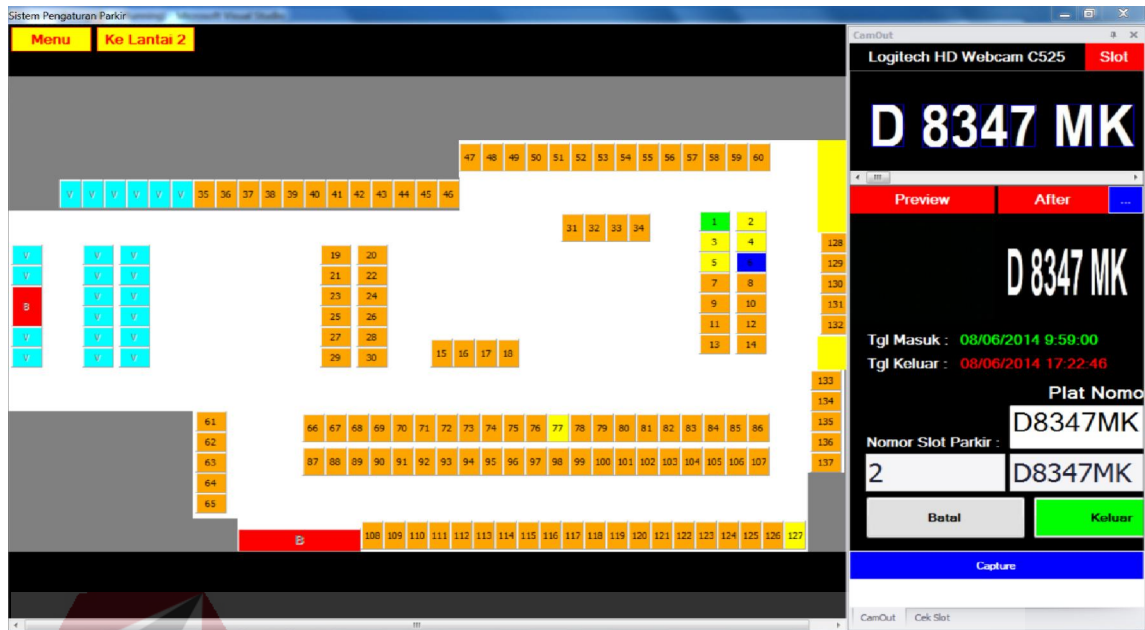 Sistem Pengaturan Parkir
Menu Ke Lantai 2
CamOut
Logitech HD Webcam C525 Slot
D 8347 MK
Preview After ...
D 8347 MK
Tgl Masuk : 08/06/2014 9:59:00
Tgl Keluar : 08/06/2014 17:22:46
Plat Nomo
D8347MK
Nomor Slot Parkir :
2 D8347MK
Batal Keluar
Capture
CamOut Cek Slot
47 48 49 50 51 52 53 54 55 56 57 58 59 60
V V V V V V 35 36 37 38 39 40 41 42 43 44 45 46
31 32 33 34
1 2
3 4
5
7 8
9 10
11 12
13 14
128
129
130
131
132
V V V
V V V
B V V
V V
V V V
V V V
19 20
21 22
23 24
25 26
27 28
29 30
15 16 17 18
133
134
135
136
137
61
62
63
64
65
66 67 68 69 70 71 72 73 74 75 76 77 78 79 80 81 82 83 84 85 86
87 88 89 90 91 92 93 94 95 96 97 98 99 100 101 102 103 104 105 106 107
B 108 109 110 111 112 113 114 115 116 117 118 119 120 121 122 123 124 125 126 127